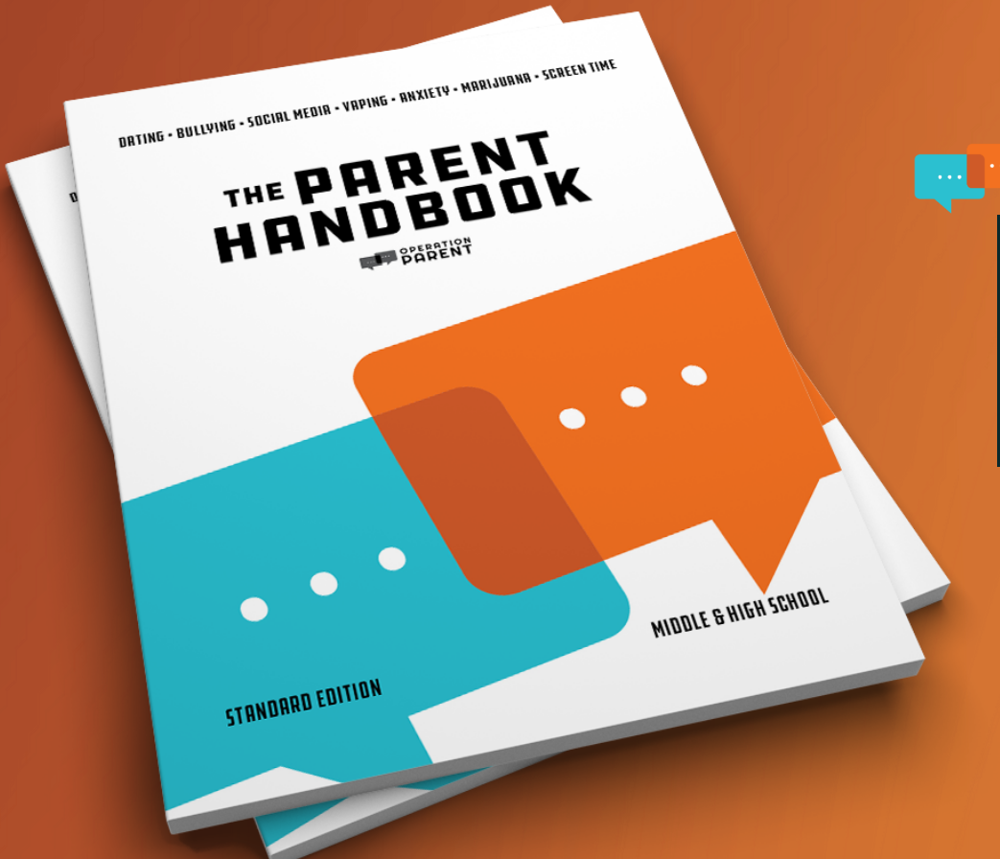 DATING • BULLYING • SOCIAL MEDIA • VAPING • ANXIETY • MARIJUANA • SCREEN TIME
THE PARENT
HANDBOOK
OPERATION
PARENT
MIDDLE & HIGH SCHOOL
STANDARD EDITION